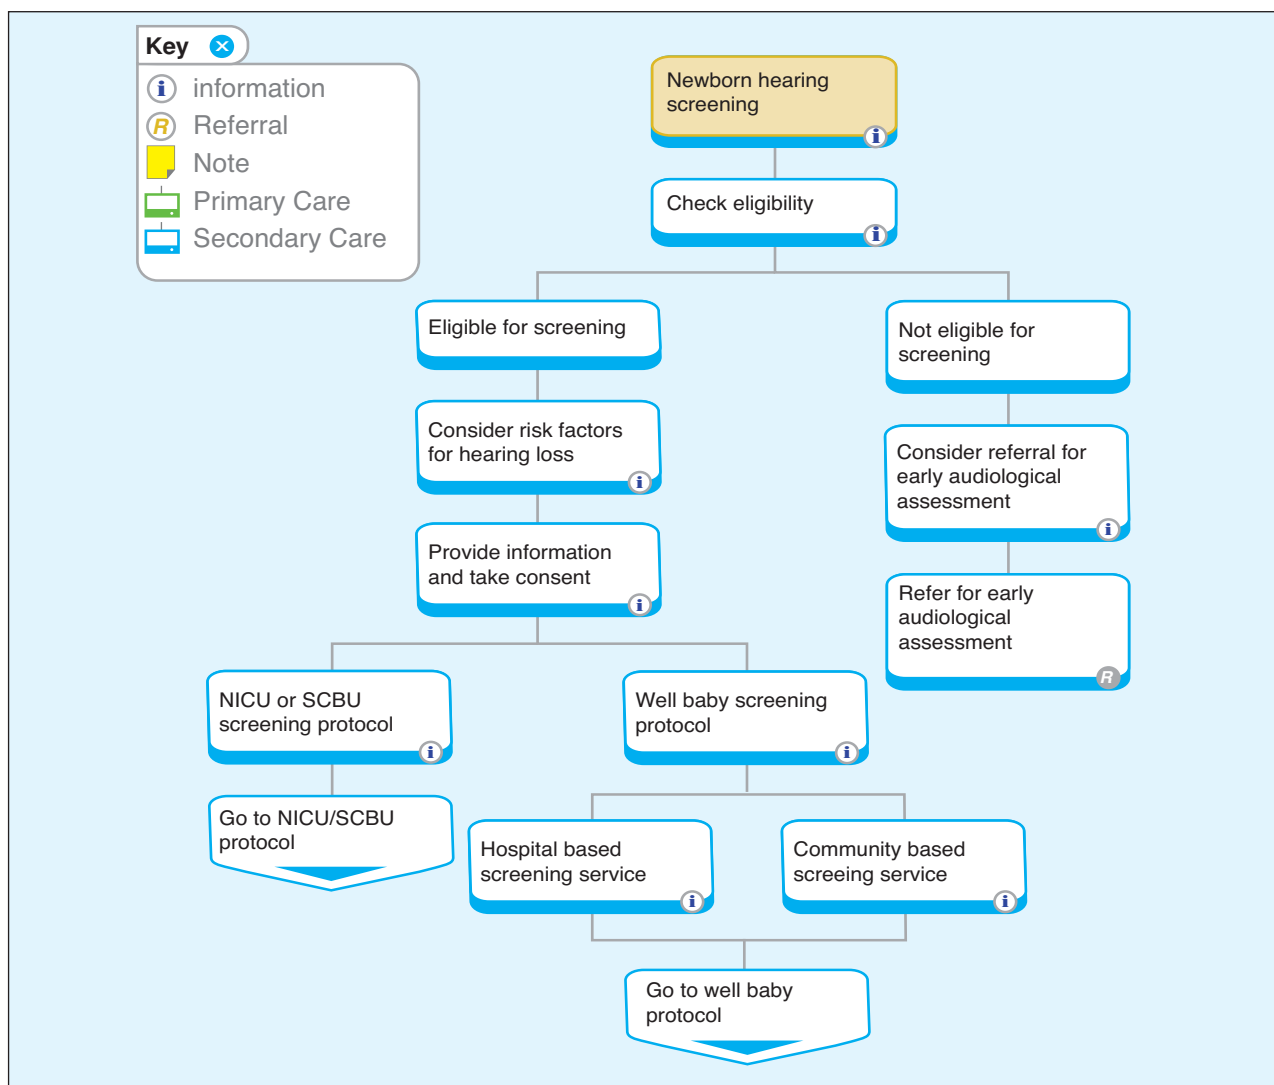 Key
i information
R Referral
Note
Primary Care
Secondary Care
Newborn hearing
screening
i
Check eligibility
i
Eligible for screening
Not eligible for
screening
Consider risk factors
for hearing loss
i
Consider referral for
early audiological
assessment
i
Provide information
and take consent
i
Refer for early
audiological
assessment
R
NICU or SCBU
screening protocol
i
Well baby screening
protocol
i
Go to NICU/SCBU
protocol
Hospital based
screening service
i
Community based
screeing service
i
Go to well baby
protocol